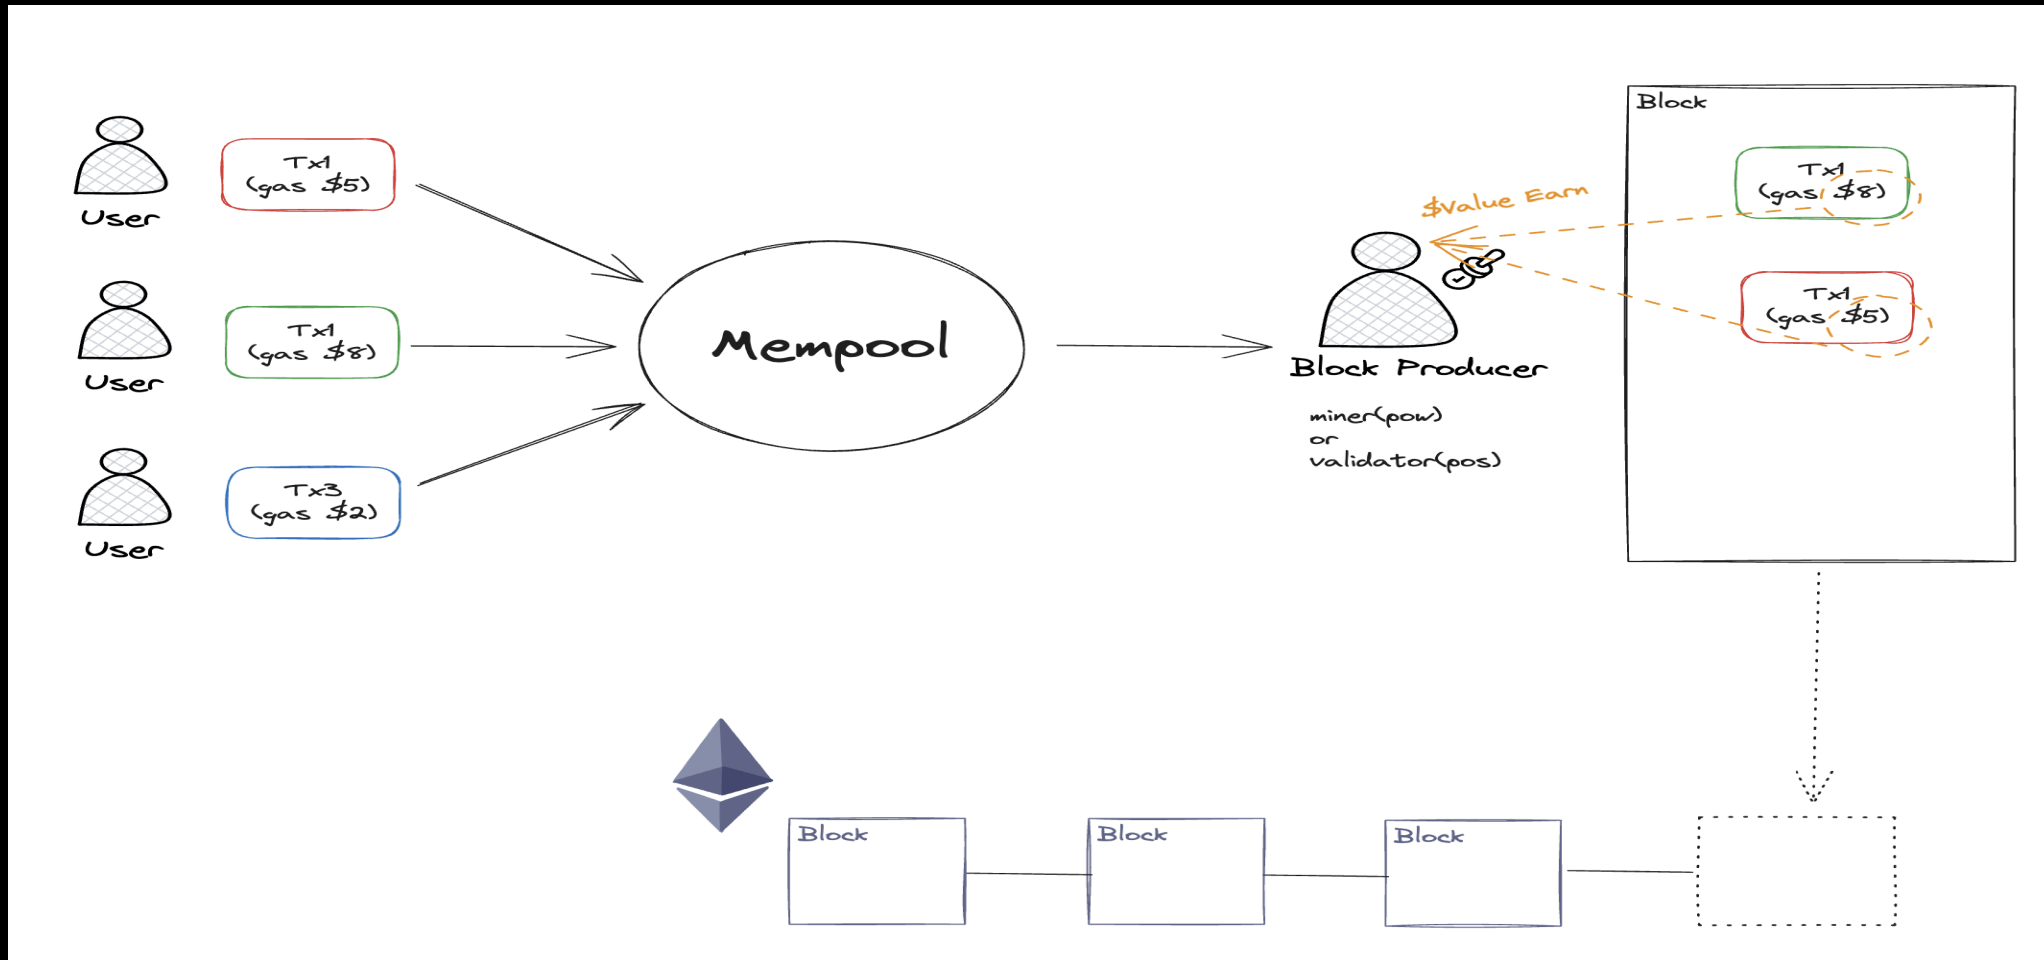 User
Tx1
(gas $5)
User
Tx1
(gas $8)
User
Tx3
(gas $2)
Mempool
$Value Earn
Block Producer
miner(pow)
or
validator(pos)
Block
Tx1
(gas $8)
Tx1
(gas $5)
Block
Block
Block